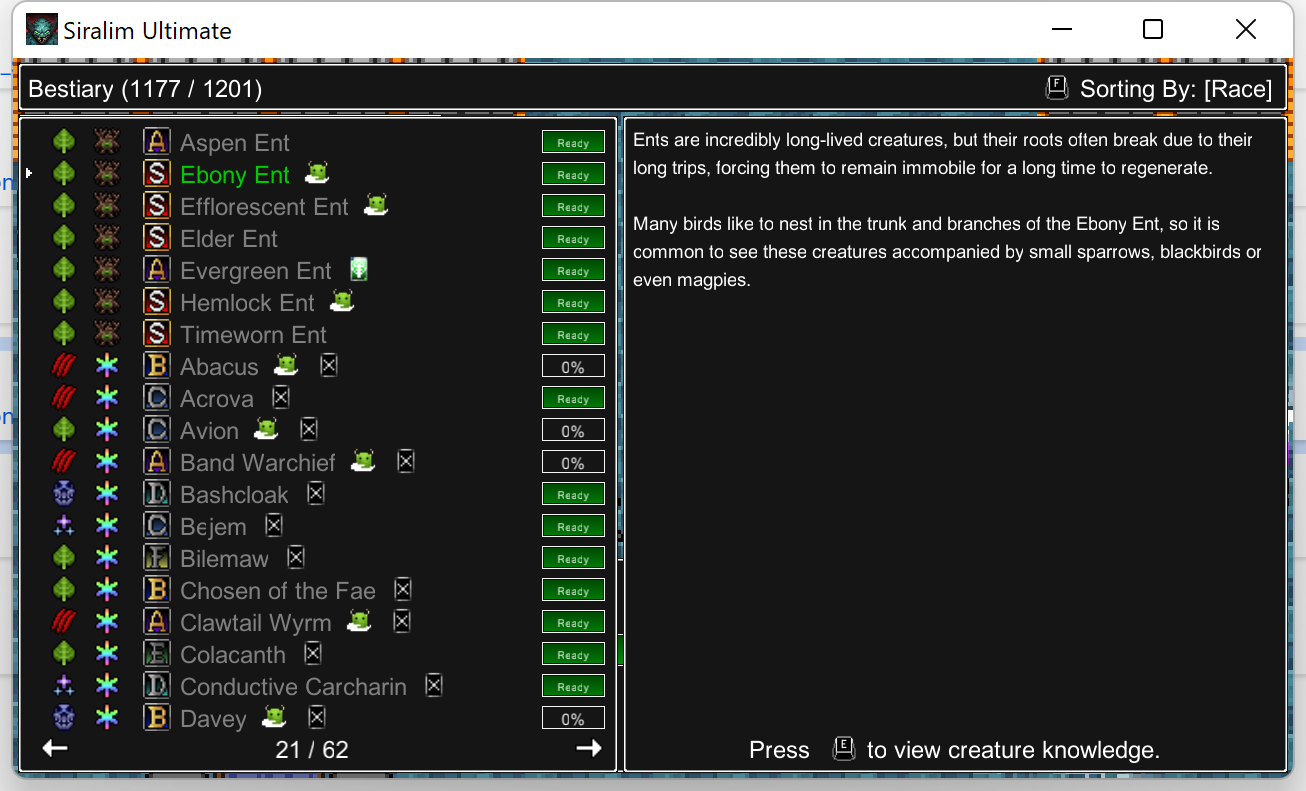 Siralim Ultimate
Bestiary (1177 / 1201)
F Sorting By: [Race]
A Aspen Ent Ready
S Ebony Ent Ready
S Efflorescent Ent Ready
S Elder Ent Ready
A Evergreen Ent Ready
S Hemlock Ent Ready
S Timeworn Ent Ready
B Abacus 0%
C Acrova Ready
C Avion 0%
A Band Warchief 0%
D Bashcloak Ready
C Bejem Ready
F Bilemaw Ready
B Chosen of the Fae Ready
A Clawtail Wyrm Ready
E Colacanth Ready
D Conductive Carcharin Ready
B Davey 0%
21 / 62
Ents are incredibly long-lived creatures, but their roots often break due to their
long trips, forcing them to remain immobile for a long time to regenerate.
Many birds like to nest in the trunk and branches of the Ebony Ent, so it is
common to see these creatures accompanied by small sparrows, blackbirds or
even magpies.
Press E to view creature knowledge.